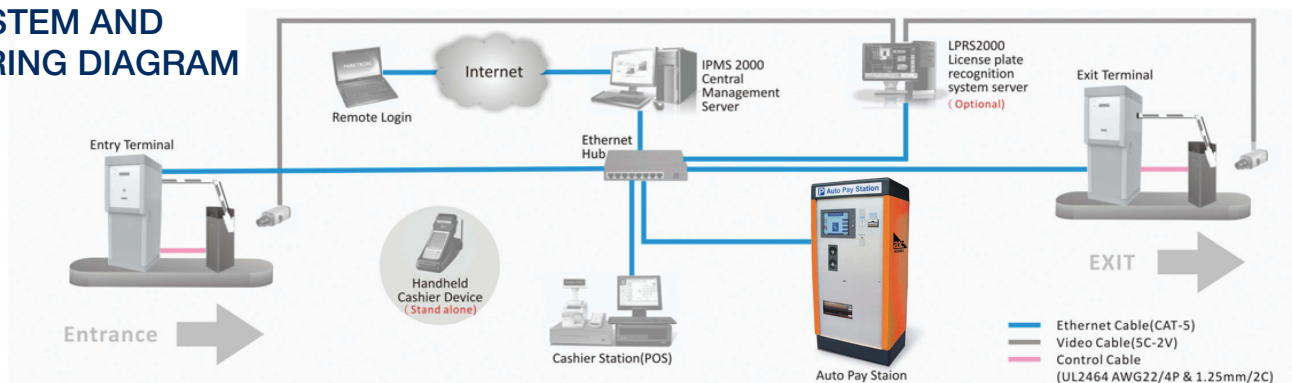 STEM AND
RING DIAGRAM
Internet
Remote Login
IPMS 2000
Central
Management
Server
LPRS2000
License plate
recognition
system server
(Optional)
Exit Terminal
Entry Terminal
Ethernet
Hub
P Auto Pay Station
Handheld
Cashier Device
(Stand alone)
Cashier Station(POS)
Auto Pay Staion
Entrance
EXIT
Ethernet Cable(CAT-5)
Video Cable(5C-2V)
Control Cable
(UL2464 AWG22/4P & 1.25mm/2C)